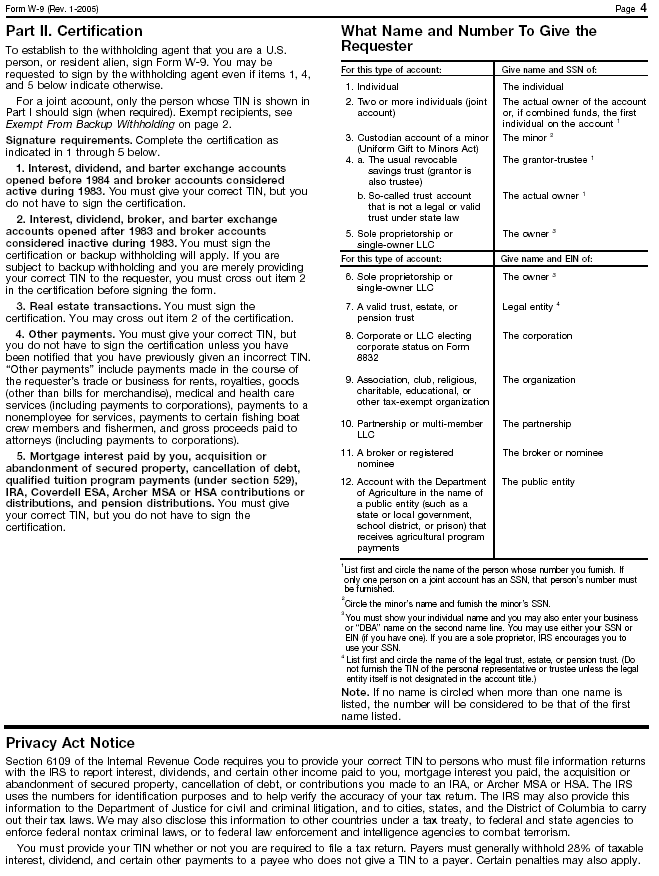 Form W-9 (Rev. 1-2005)
Page 4
Part II. Certification
To establish to the withholding agent that you are a U.S.
person, or resident alien, sign Form W-9. You may be
requested to sign by the withholding agent even if items 1, 4,
and 5 below indicate otherwise.
For a joint account, only the person whose TIN is shown in
Part I should sign (when required). Exempt recipients, see
Exempt From Backup Withholding on page 2.
Signature requirements. Complete the certification as
indicated in 1 through 5 below.
1. Interest, dividend, and barter exchange accounts
opened before 1984 and broker accounts considered
active during 1983. You must give your correct TIN, but you
do not have to sign the certification.
2. Interest, dividend, broker, and barter exchange
accounts opened after 1983 and broker accounts
considered inactive during 1983. You must sign the
certification or backup withholding will apply. If you are
subject to backup withholding and you are merely providing
your correct TIN to the requester, you must cross out item 2
in the certification before signing the form.
3. Real estate transactions. You must sign the
certification. You may cross out item 2 of the certification.
4. Other payments. You must give your correct TIN, but
you do not have to sign the certification unless you have
been notified that you have previously given an incorrect TIN.
“Other payments” include payments made in the course of
the requester's trade or business for rents, royalties, goods
(other than bills for merchandise), medical and health care
services (including payments to corporations), payments to a
nonemployee for services, payments to certain fishing boat
crew members and fishermen, and gross proceeds paid to
attorneys (including payments to corporations).
5. Mortgage interest paid by you, acquisition or
abandonment of secured property, cancellation of debt,
qualified tuition program payments (under section 529),
IRA, Coverdell ESA, Archer MSA or HSA contributions or
distributions, and pension distributions. You must give
your correct TIN, but you do not have to sign the
certification.
What Name and Number To Give the
Requester
For this type of account:
Give name and SSN of:
1. Individual
The individual
2. Two or more individuals (joint
account)
The actual owner of the account
or, if combined funds, the first
individual on the account 1
3. Custodian account of a minor
(Uniform Gift to Minors Act)
The minor 2
4. a. The usual revocable
savings trust (grantor is
also trustee)
The grantor-trustee 1
b. So-called trust account
that is not a legal or valid
trust under state law
The actual owner 1
5. Sole proprietorship or
single-owner LLC
The owner 3
For this type of account:
Give name and EIN of:
6. Sole proprietorship or
single-owner LLC
The owner 3
7. A valid trust, estate, or
pension trust
Legal entity 4
8. Corporate or LLC electing
corporate status on Form
8832
The corporation
9. Association, club, religious,
charitable, educational, or
other tax-exempt organization
The organization
10. Partnership or multi-member
LLC
The partnership
11. A broker or registered
nominee
The broker or nominee
12. Account with the Department
of Agriculture in the name of
a public entity (such as a
state or local government,
school district, or prison) that
receives agricultural program
payments
The public entity
1 List first and circle the name of the person whose number you furnish. If
only one person on a joint account has an SSN, that person's number must
be furnished.
2 Circle the minor's name and furnish the minor's SSN.
3 You must show your individual name and you may also enter your business
or “DBA” name on the second name line. You may use either your SSN or
EIN (if you have one). If you are a sole proprietor, IRS encourages you to
use your SSN.
4 List first and circle the name of the legal trust, estate, or pension trust. (Do
not furnish the TIN of the personal representative or trustee unless the legal
entity itself is not designated in the account title.)
Note. If no name is circled when more than one name is
listed, the number will be considered to be that of the first
name listed.
Privacy Act Notice
Section 6109 of the Internal Revenue Code requires you to provide your correct TIN to persons who must file information returns
with the IRS to report interest, dividends, and certain other income paid to you, mortgage interest you paid, the acquisition or
abandonment of secured property, cancellation of debt, or contributions you made to an IRA, or Archer MSA or HSA. The IRS
uses the numbers for identification purposes and to help verify the accuracy of your tax return. The IRS may also provide this
information to the Department of Justice for civil and criminal litigation, and to cities, states, and the District of Columbia to carry
out their tax laws. We may also disclose this information to other countries under a tax treaty, to federal and state agencies to
enforce federal nontax criminal laws, or to federal law enforcement and intelligence agencies to combat terrorism.
You must provide your TIN whether or not you are required to file a tax return. Payers must generally withhold 28% of taxable
interest, dividend, and certain other payments to a payee who does not give a TIN to a payer. Certain penalties may also apply.